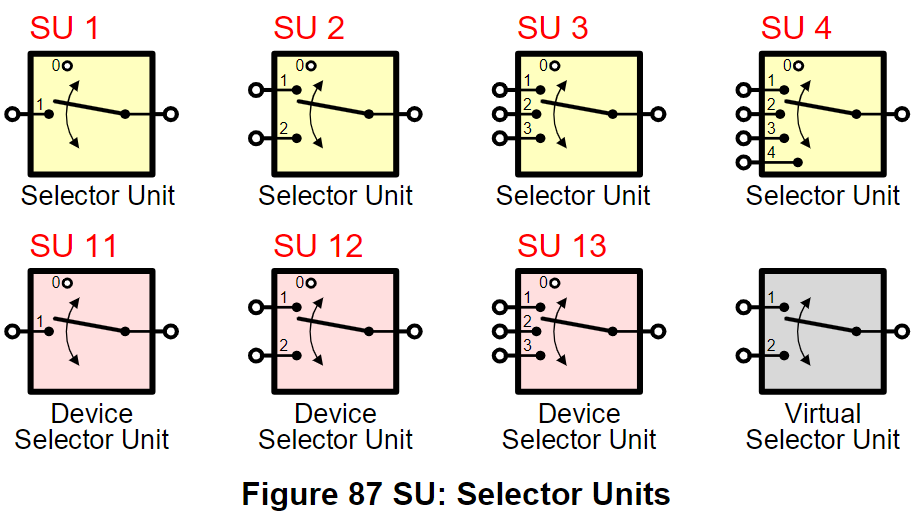 SU 1
SU 2
SU 3
SU 4
0
1
0
1
2
0
1
2
3
0
1
2
3
4
Selector Unit
Selector Unit
Selector Unit
Selector Unit
SU 11
SU 12
SU 13
0
1
0
1
2
0
1
2
3
1
2
Device
Selector Unit
Device
Selector Unit
Device
Selector Unit
Virtual
Selector Unit
Figure 87 SU: Selector Units